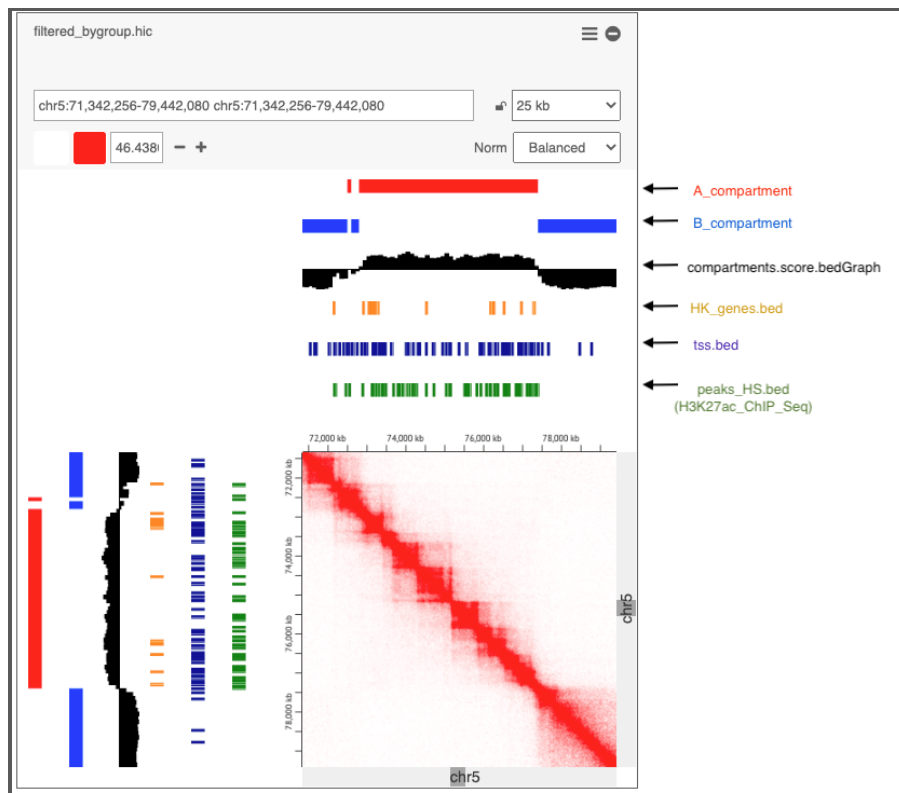 filtered_bygroup.hic
chr5:71,342,256-79,442,080 chr5:71,342,256-79,442,080
25 kb
Norm
Balanced
A_compartment
B_compartment
compartments.score.bedGraph
HK_genes.bed
tss.bed
peaks_HS.bed
(H3K27ac_ChIP_Seq)
72,000 kb 74,000 kb 76,000 kb 78,000 kb
72,000 kb
74,000 kb
76,000 kb
78,000 kb
chr5
chr5